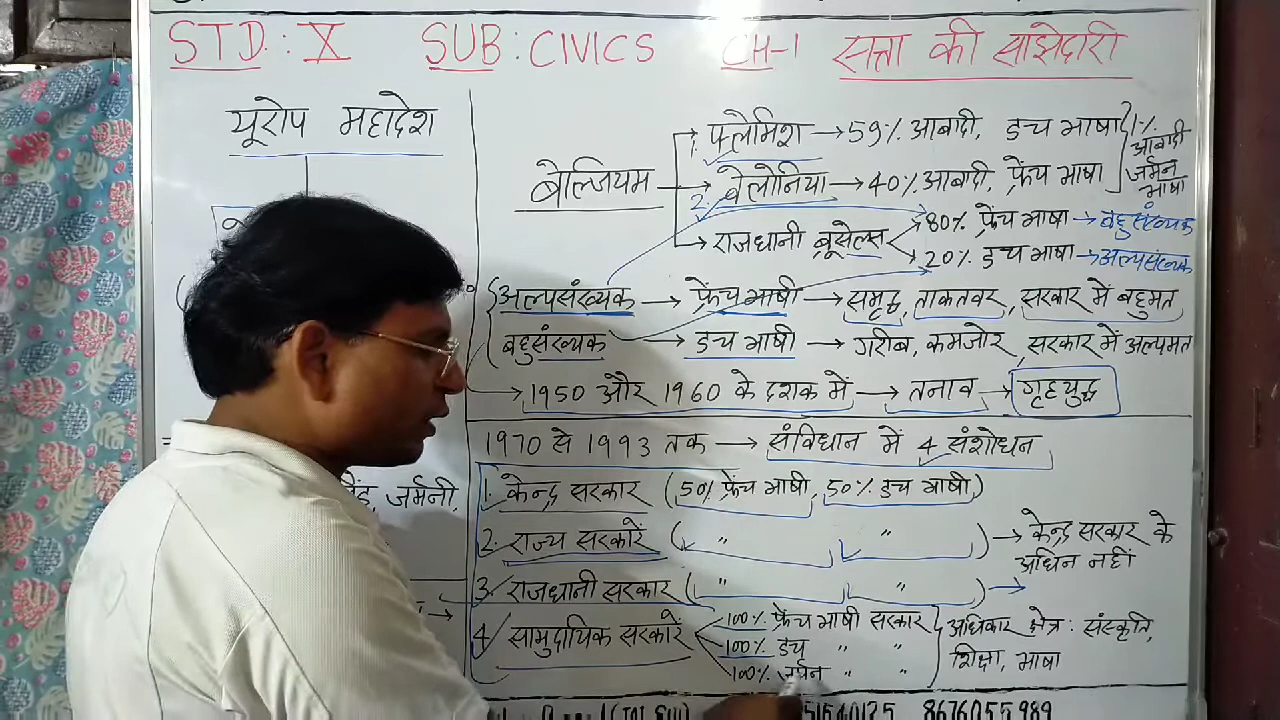 STD: X SUB: CIVICS CH-1 सत्ता की साझेदारी
यूरोप महादेश
जर्मनी,
बेल्जियम
1. फ्लेमिश → 59% आबादी, डच भाषा
2. वेलोनिया → 40% आबादी, फ्रेंच भाषा
1% आबादी
जर्मन
भाषा
राजधानी ब्रूसेल्स
80% फ्रेंच भाषा → बहुसंख्यक
20% डच भाषा → अल्पसंख्यक
अल्पसंख्यक → फ्रेंच भाषी → समृद्ध, ताकतवर, सरकार में बहुमत
बहुसंख्यक → डच भाषी → गरीब, कमजोर, सरकार में अल्पमत
→ 1950 और 1960 के दशक में → तनाव → गृहयुद्ध
1970 से 1993 तक → संविधान में 4 संशोधन
1. केन्द्र सरकार (50% फ्रेंच भाषी, 50% डच भाषी)
2. राज्य सरकारें ( " " ) → केन्द्र सरकार के
अधिन नहीं
3. राजधानी सरकार ( " " ) →
4. सामुदायिक सरकारें
100% फ्रेंच भाषी सरकार
100% डच " "
100% जर्मन " "
अधिकार क्षेत्र : संस्कृति,
शिक्षा, भाषा
8676055989